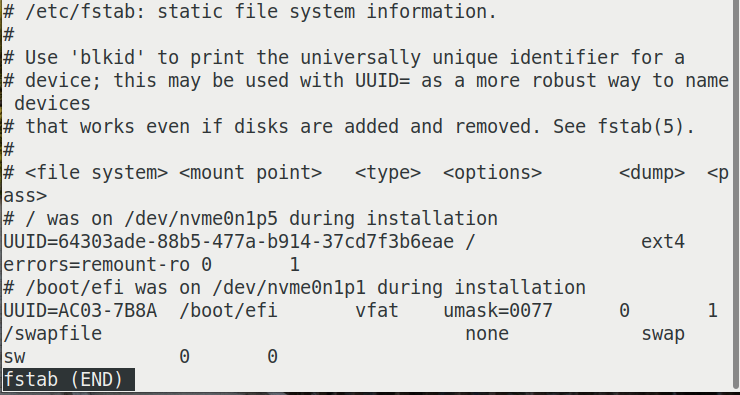 # /etc/fstab: static file system information.
#
# Use 'blkid' to print the universally unique identifier for a
# device; this may be used with UUID= as a more robust way to name
 devices
# that works even if disks are added and removed. See fstab(5).
#
# <file system> <mount point>   <type>  <options>       <dump>  <p
ass>
# / was on /dev/nvme0n1p5 during installation
UUID=64303ade-88b5-477a-b914-37cd7f3b6eae /               ext4
errors=remount-ro 0       1
# /boot/efi was on /dev/nvme0n1p1 during installation
UUID=AC03-7B8A  /boot/efi       vfat    umask=0077      0       1
/swapfile                                 none            swap
sw              0       0
fstab (END)